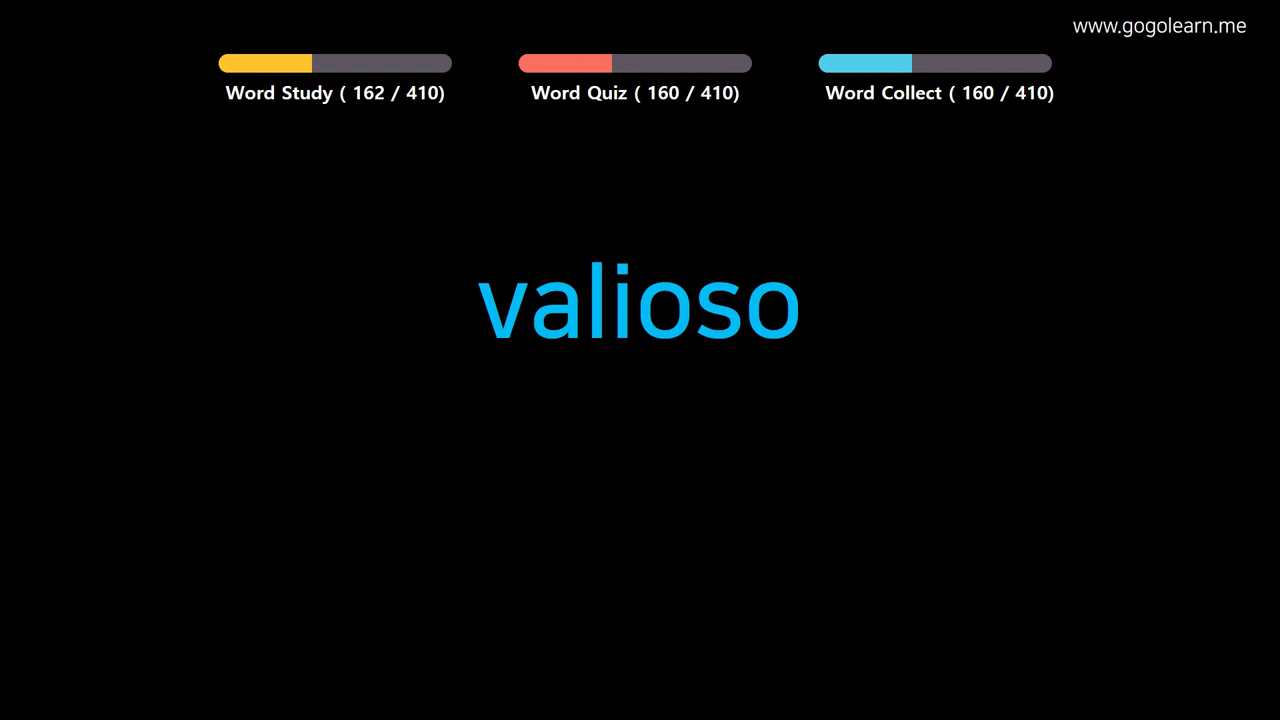 www.gogolearn.me
Word Study ( 162 / 410)
Word Quiz ( 160 / 410)
Word Collect ( 160 / 410)
valioso